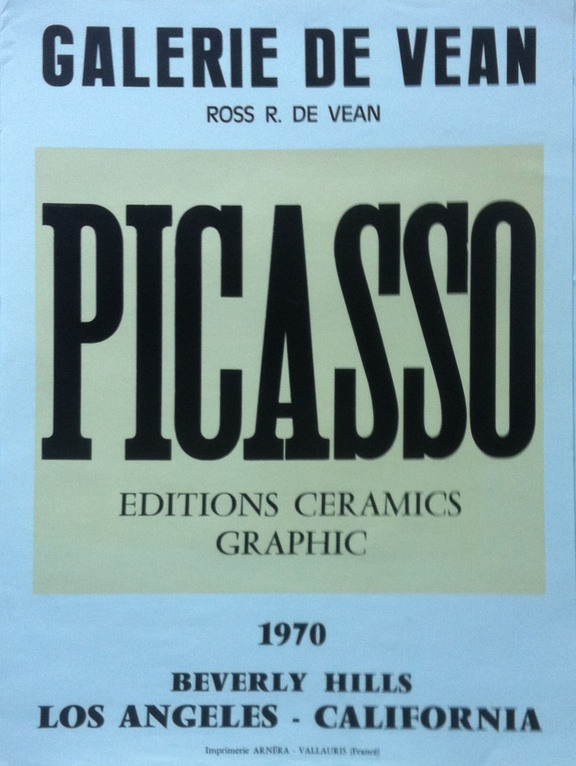 GALERIE DE VEAN
ROSS R. DE VEAN
PICASSO
EDITIONS CERAMICS
GRAPHIC
1970
BEVERLY HILLS
LOS ANGELES - CALIFORNIA
Imprimerie ARNÉRA - VALLAURIS (France)